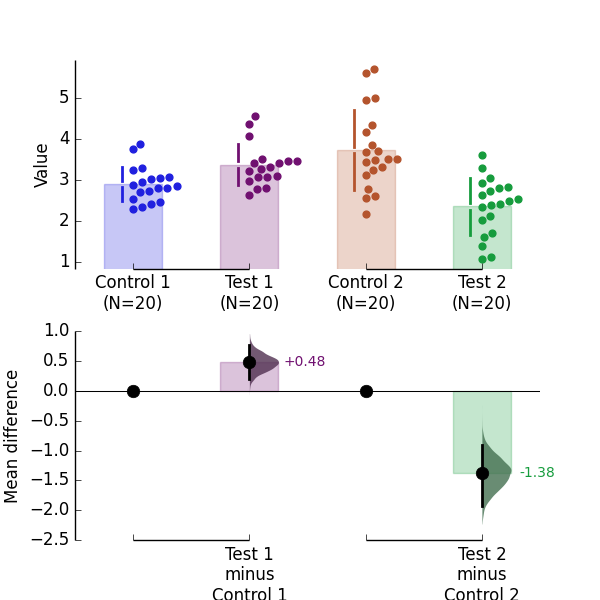 Value
5
4
3
2
1
Control 1 Test 1 Control 2 Test 2
(N=20) (N=20) (N=20) (N=20)
Mean difference
1.0
0.5
0.0
−0.5
−1.0
−1.5
−2.0
−2.5
+0.48
-1.38
Test 1
minus
Control 1
Test 2
minus
Control 2